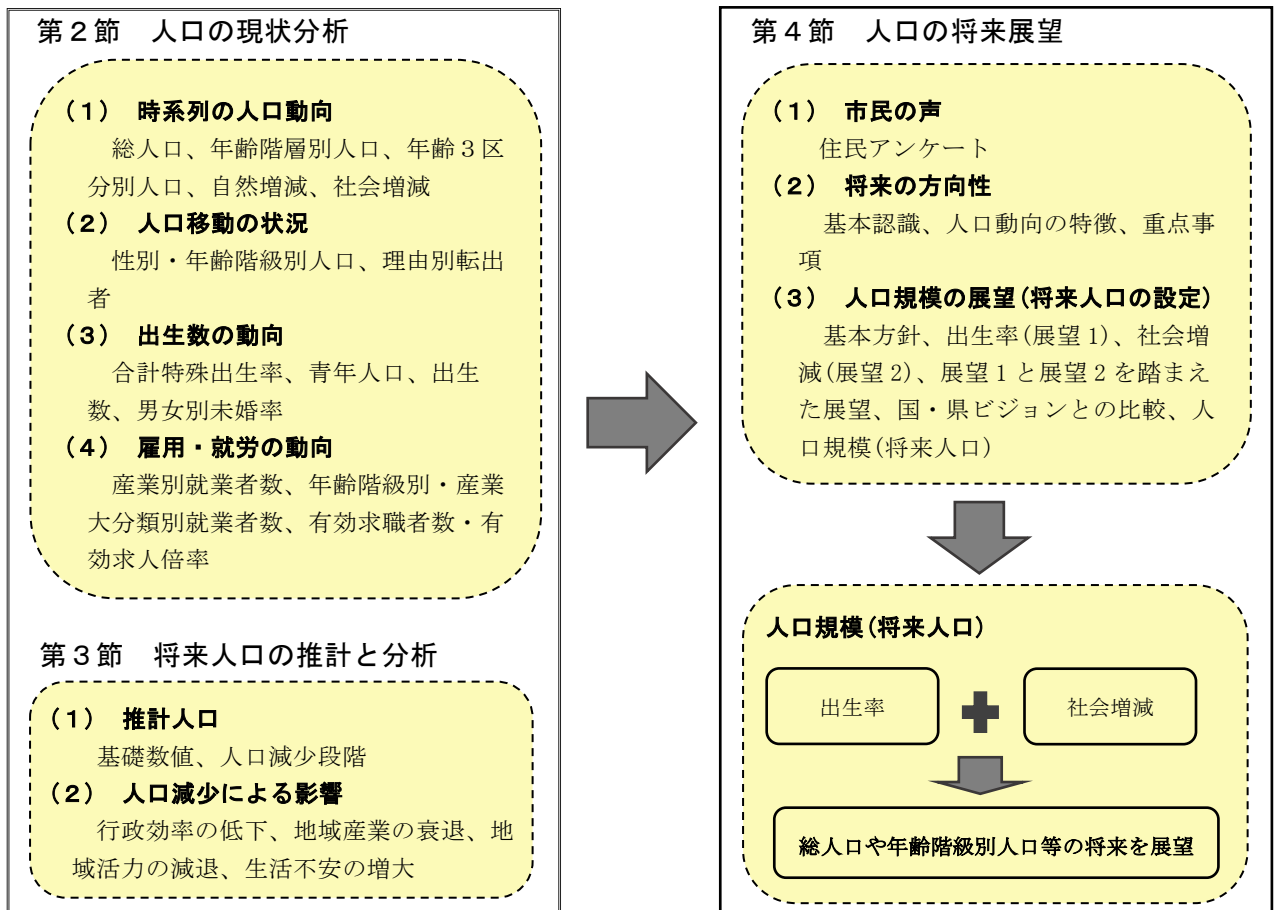 第２節　人口の現状分析
（１）　時系列の人口動向
総人口、年齢階層別人口、年齢３区
分別人口、自然増減、社会増減
（２）　人口移動の状況
性別・年齢階級別人口、理由別転出
者
（３）　出生数の動向
合計特殊出生率、青年人口、出生
数、男女別未婚率
（４）　雇用・就労の動向
産業別就業者数、年齢階級別・産業
大分類別就業者数、有効求職者数・有
効求人倍率
第３節　将来人口の推計と分析
（１）　推計人口
基礎数値、人口減少段階
（２）　人口減少による影響
行政効率の低下、地域産業の衰退、地
域活力の減退、生活不安の増大
第４節　人口の将来展望
（１）　市民の声
住民アンケート
（２）　将来の方向性
基本認識、人口動向の特徴、重点事
項
（３）　人口規模の展望(将来人口の設定)
基本方針、出生率(展望 1)、社会増
減(展望 2)、展望 1 と展望 2 を踏まえ
た展望、国・県ビジョンとの比較、人
口規模(将来人口)
人口規模(将来人口)
出生率
社会増減
総人口や年齢階級別人口等の将来を展望